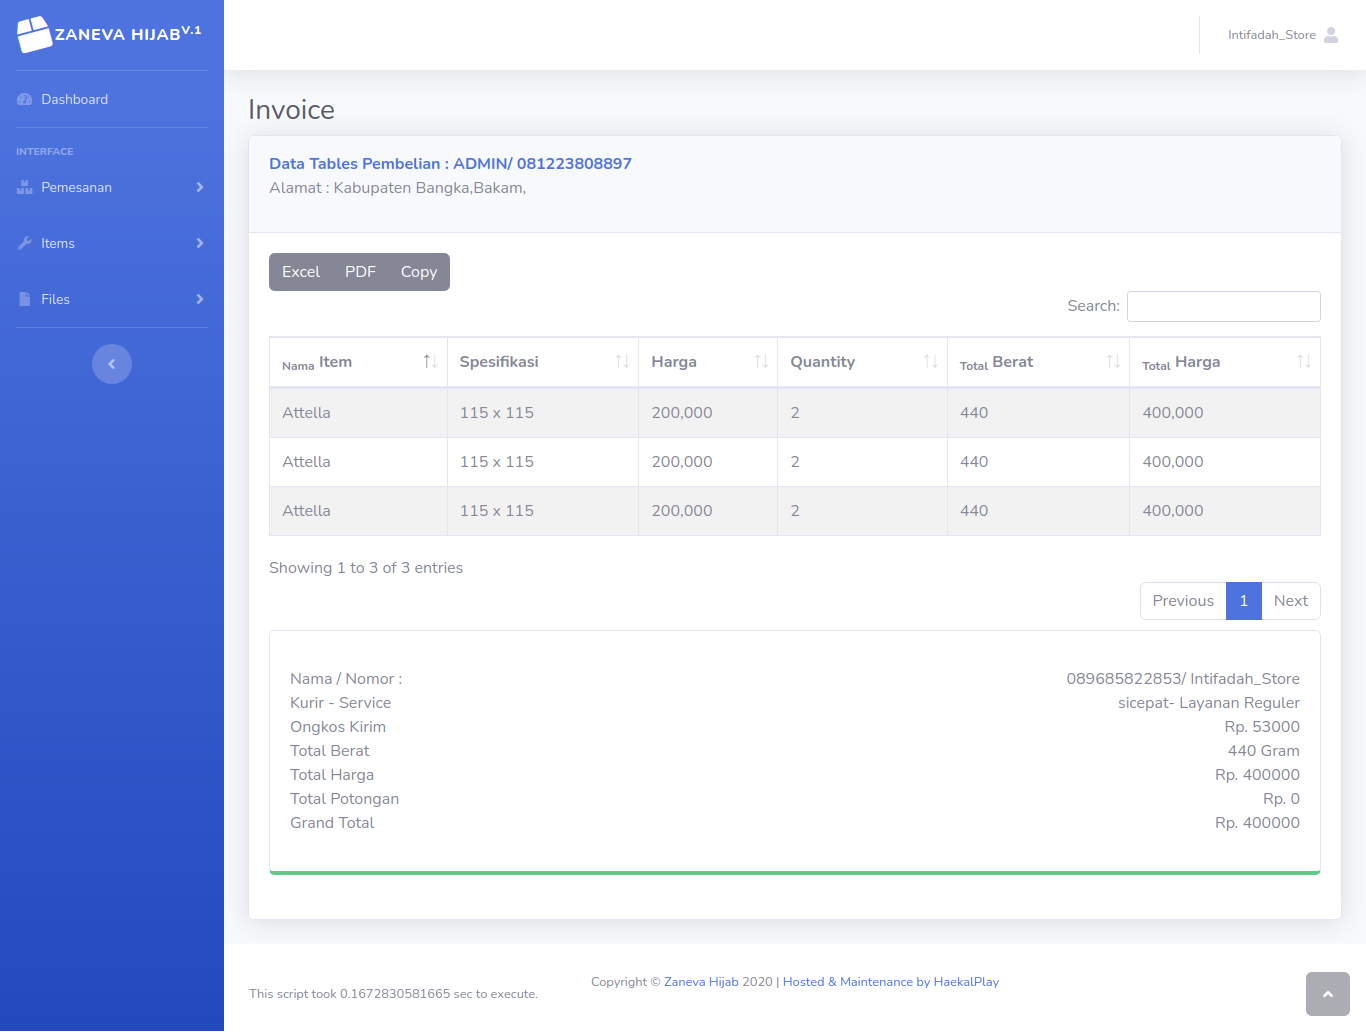 ZANEVA HIJAB V.1
Intifadah_Store
Dashboard
INTERFACE
Pemesanan
Items
Files
Invoice
Data Tables Pembelian : ADMIN/ 081223808897
Alamat : Kabupaten Bangka,Bakam,
Excel PDF Copy
Search:
Nama Item Spesifikasi Harga Quantity Total Berat Total Harga
Attella 115 x 115 200,000 2 440 400,000
Attella 115 x 115 200,000 2 440 400,000
Attella 115 x 115 200,000 2 440 400,000
Showing 1 to 3 of 3 entries
Previous 1 Next
Nama / Nomor : 089685822853/ Intifadah_Store
Kurir - Service sicepat- Layanan Reguler
Ongkos Kirim Rp. 53000
Total Berat 440 Gram
Total Harga Rp. 400000
Total Potongan Rp. 0
Grand Total Rp. 400000
Copyright © Zaneva Hijab 2020 | Hosted & Maintenance by HaekalPlay
This script took 0.1672830581665 sec to execute.